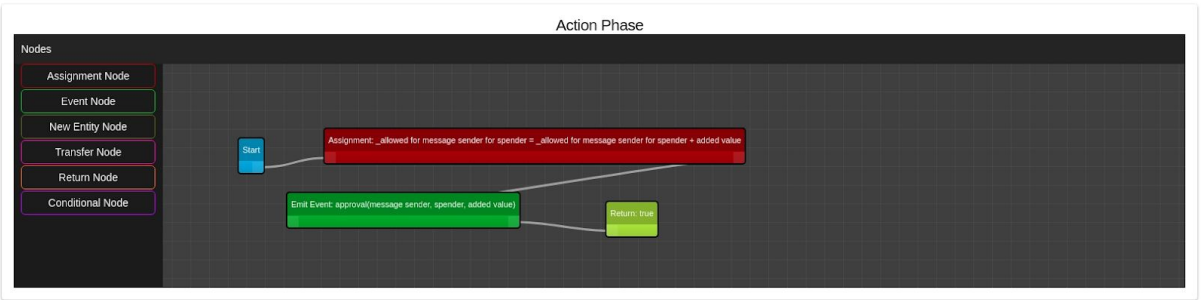 Action Phase
Nodes
Assignment Node
Event Node
New Entity Node
Transfer Node
Return Node
Conditional Node
Start
Assignment: _allowed for message sender for spender = _allowed for message sender for spender + added value
Emit Event: approval(message sender, spender, added value)
Return: true